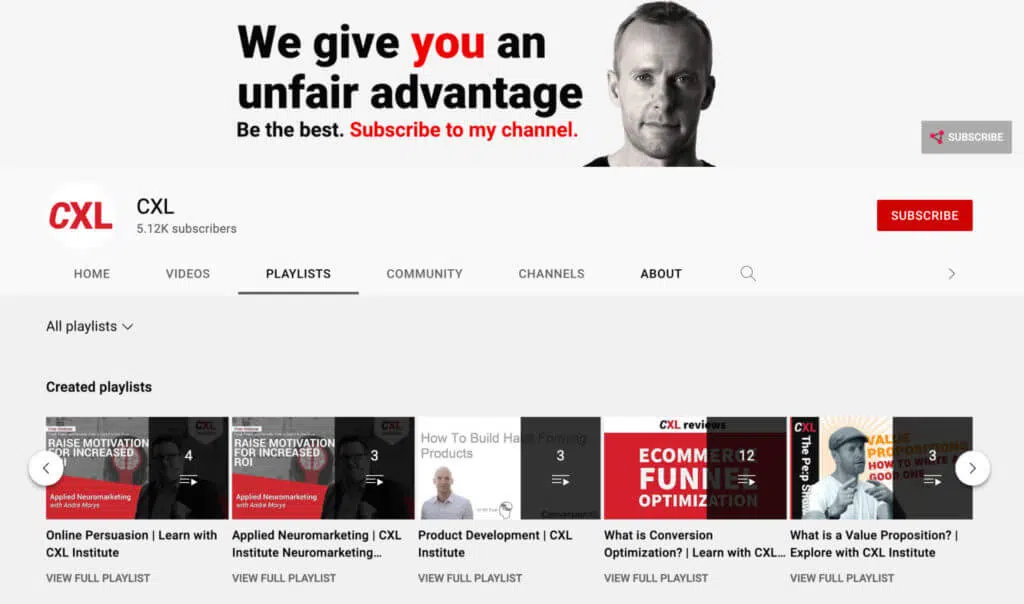 We give you an
unfair advantage
Be the best. Subscribe to my channel.
SUBSCRIBE
CXL
CXL
5.12K subscribers
SUBSCRIBE
HOME VIDEOS PLAYLISTS COMMUNITY CHANNELS ABOUT
All playlists
Created playlists
RAISE MOTIVATION
FOR INCREASED
ROI
Applied Neuromarketing
with André Morys
4
RAISE MOTIVATION
FOR INCREASED
ROI
Applied Neuromarketing
with André Morys
3
How To Build Habit Forming
Products
3
CXL reviews
ECOMMERCE
FUNNEL
OPTIMIZATION
12
CXL The Pe:p Show
VALUE
PROPOSITIONS
HOW TO WRITE A
GOOD ONE
3
Online Persuasion | Learn with
CXL Institute
VIEW FULL PLAYLIST
Applied Neuromarketing | CXL
Institute Neuromarketing...
VIEW FULL PLAYLIST
Product Development | CXL
Institute
VIEW FULL PLAYLIST
What is Conversion
Optimization? | Learn with CXL...
VIEW FULL PLAYLIST
What is a Value Proposition? |
Explore with CXL Institute
VIEW FULL PLAYLIST